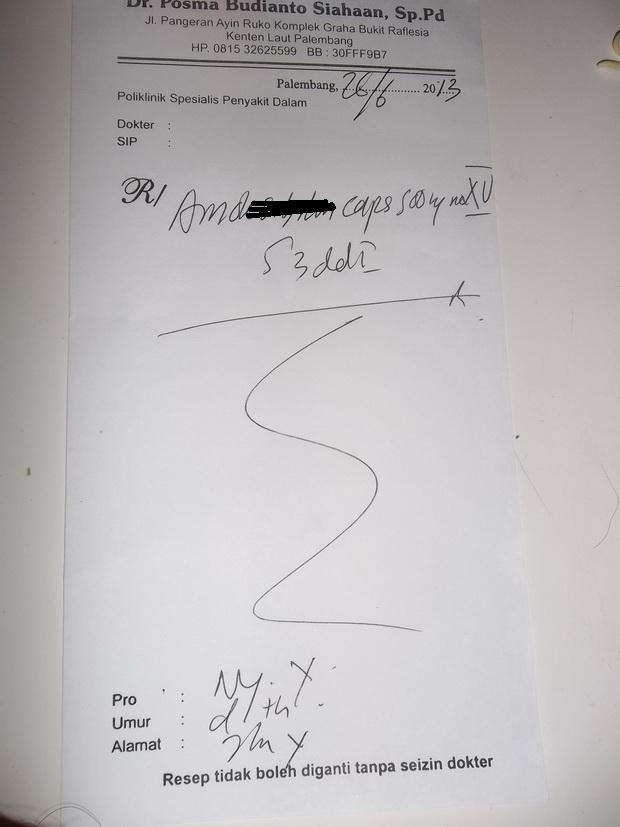 Dr. Posma Budianto Siahaan, Sp.Pd
Jl. Pangeran Ayin Ruko Komplek Graha Bukit Raflesia
Kenten Laut Palembang
HP. 0815 32625599 BB : 30FFF9B7
Palembang, 26/6 2013
Poliklinik Spesialis Penyakit Dalam
Dokter :
SIP :
R/ caps 500 mg no XV
S 3 dd I
Pro : Ny. X
Umur : th
Alamat :
Resep tidak boleh diganti tanpa seizin dokter